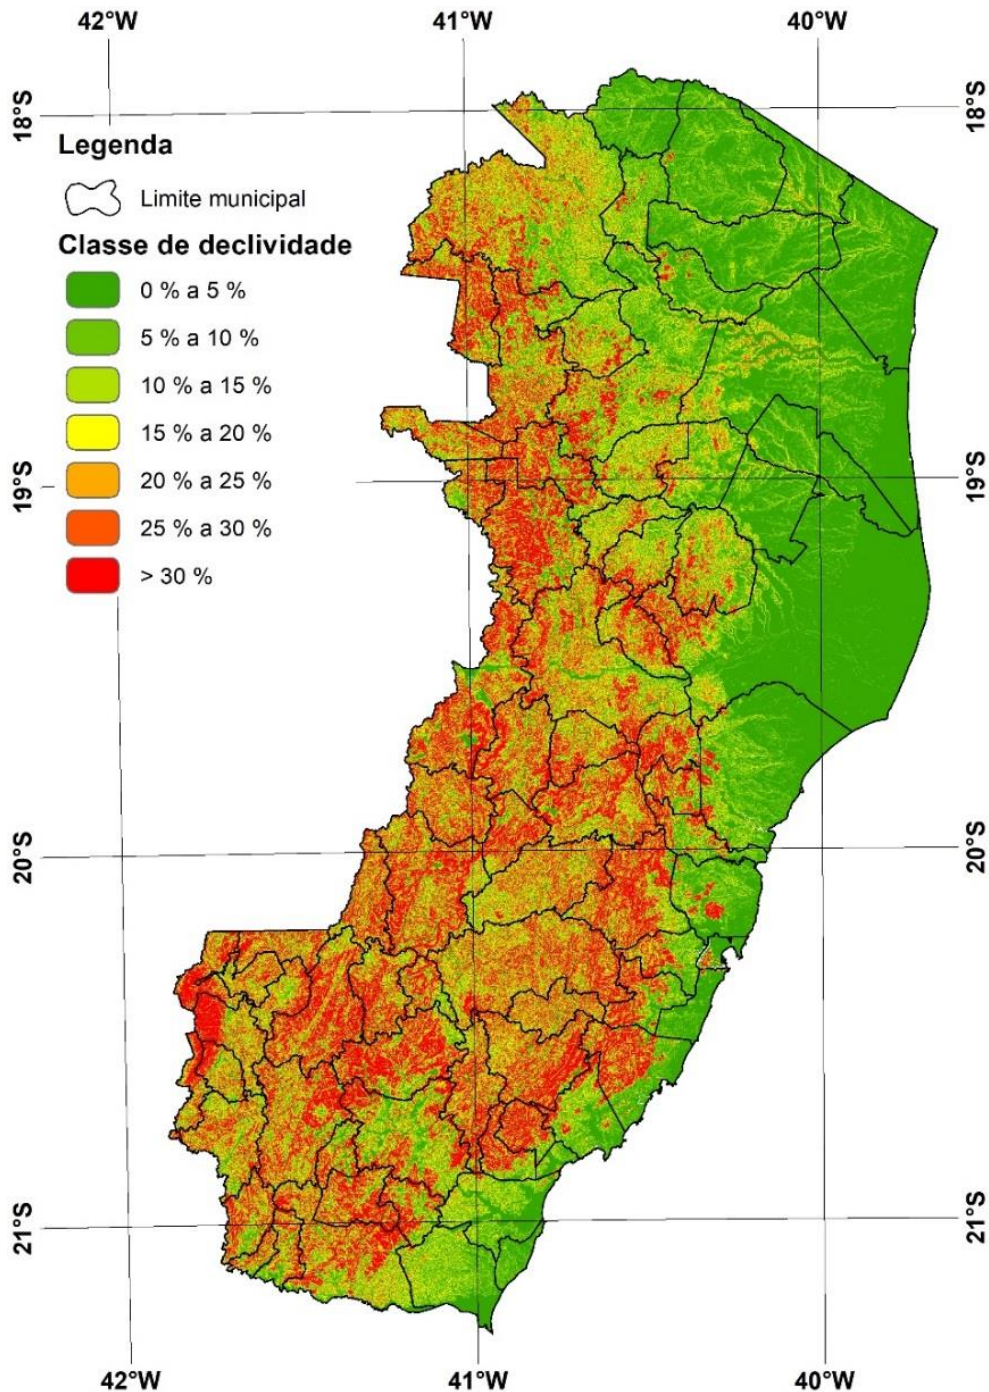 42°W 41°W 40°W
18°S 18°S
Legenda
Limite municipal
Classe de declividade
0 % a 5 %
5 % a 10 %
10 % a 15 %
15 % a 20 %
20 % a 25 %
25 % a 30 %
> 30 %
19°S 19°S
20°S 20°S
21°S 21°S
42°W 41°W 40°W